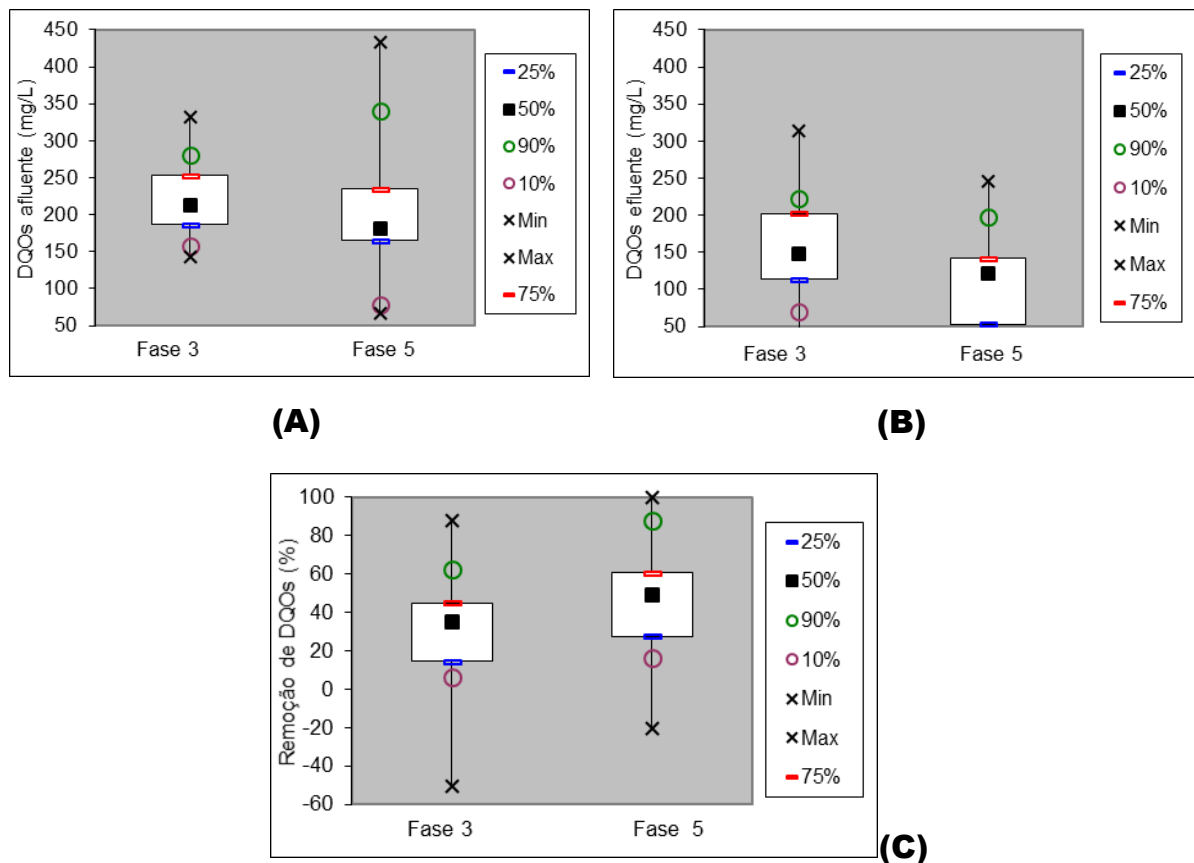 DQOs afluente (mg/L)
450
400
350
300
250
200
150
100
50
Fase 3
Fase 5
25%
50%
90%
10%
Min
Max
75%
(A)
DQOs efluente (mg/L)
450
400
350
300
250
200
150
100
50
Fase 3
Fase 5
25%
50%
90%
10%
Min
Max
75%
(B)
Remoção de DQOs (%)
100
80
60
40
20
0
-20
-40
-60
Fase 3
Fase 5
25%
50%
90%
10%
Min
Max
75%
(C)